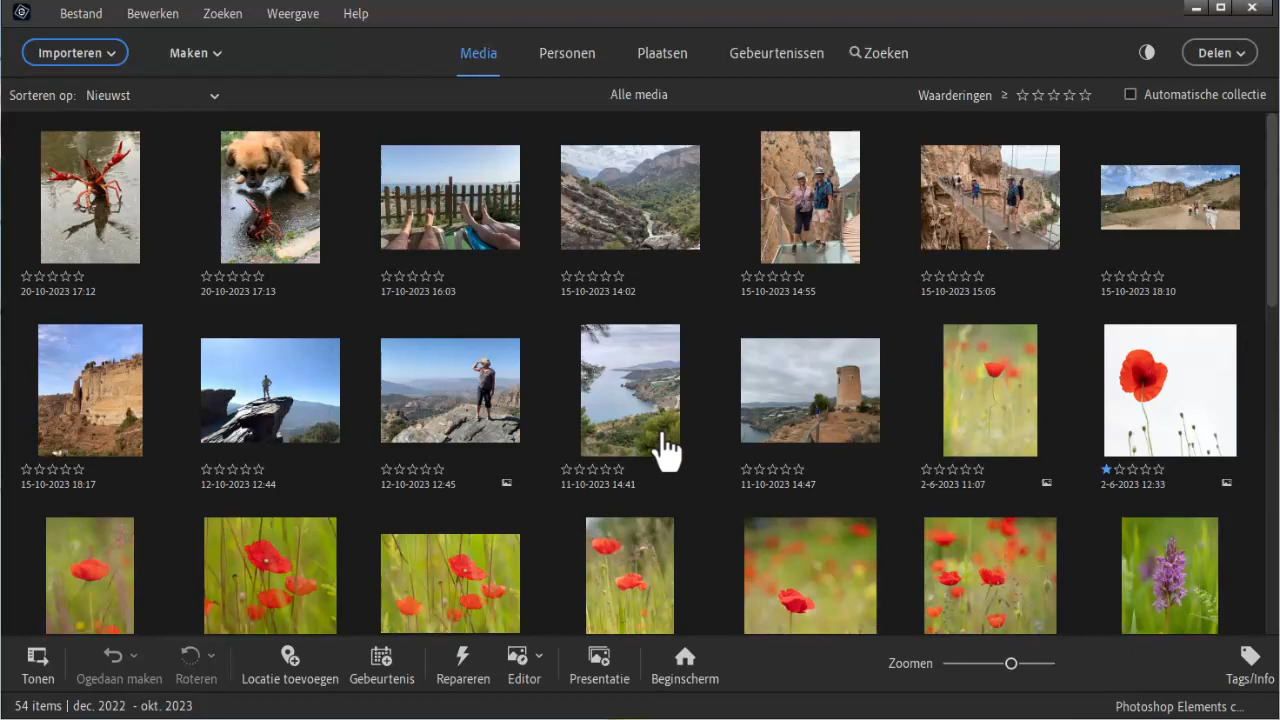 Bestand Bewerken Zoeken Weergave Help
Importeren Maken Media Personen Plaatsen Gebeurtenissen Zoeken Delen
Sorteren op: Nieuwst Alle media Waarderingen ≥ Automatische collectie
20-10-2023 17:12 20-10-2023 17:13 17-10-2023 16:03 15-10-2023 14:02 15-10-2023 14:55 15-10-2023 15:05 15-10-2023 18:10
15-10-2023 18:17 12-10-2023 12:44 12-10-2023 12:45 11-10-2023 14:41 11-10-2023 14:47 2-6-2023 11:07 2-6-2023 12:33
Zoomen
Tonen Ogedaan maken Roteren Locatie toevoegen Gebeurtenis Repareren Editor Presentatie Beginscherm Tags/Info
54 items | dec. 2022 - okt. 2023 Photoshop Elements c...